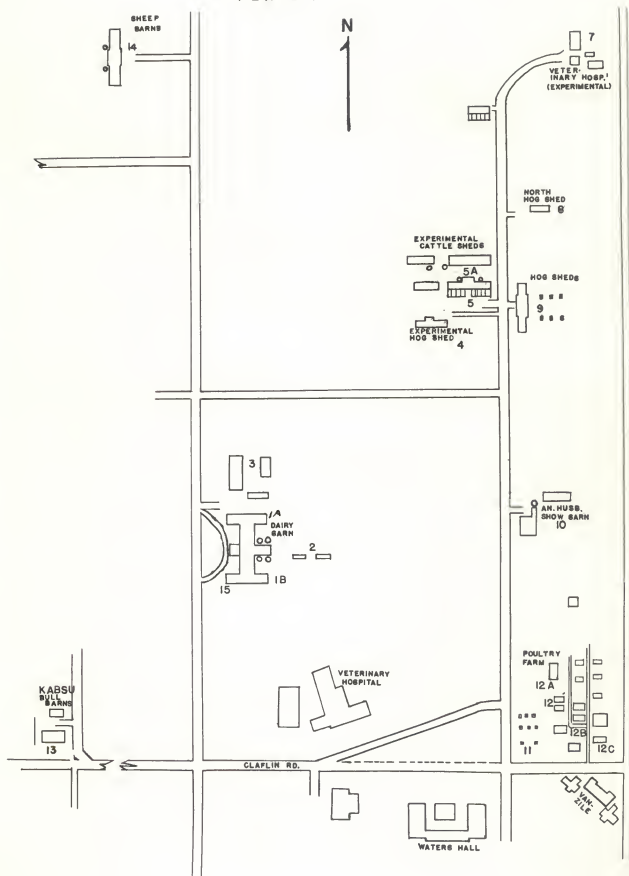 SHEEP
BARNS
14
N
7
VETER-
INARY HOSP.'
(EXPERIMENTAL)
NORTH
HOG SHED
8
EXPERIMENTAL
CATTLE SHEDS
5A
5
HOG SHEDS
9
EXPERIMENTAL
HOG SHED
4
3
1A
DAIRY
BARN
2
15
1B
AN. HUSB.
SHOW BARN
10
POULTRY
FARM
12A
12
12B
11
12C
VETERINARY
HOSPITAL
KABSU
BULL
BARNS
13
CLAFLIN RD.
VAN-
ZILE
WATERS HALL